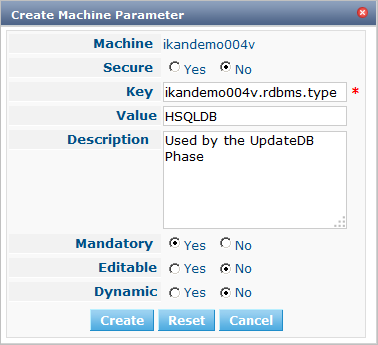 Create Machine Parameter
Machine ikandemo004v
Secure Yes No
Key ikandemo004v.rdbms.type *
Value HSQLDB
Description Used by the UpdateDB
Phase
Mandatory Yes No
Editable Yes No
Dynamic Yes No
Create Reset Cancel